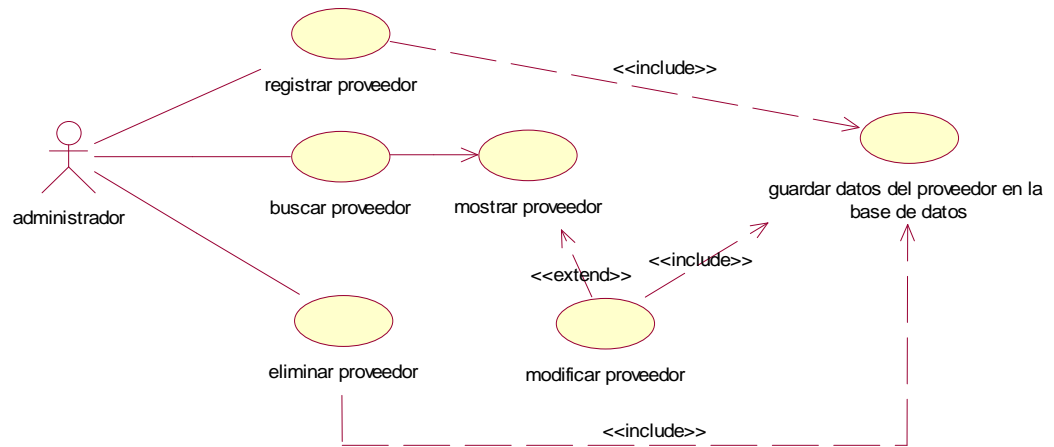 registrar proveedor
<<include>>
administrador
buscar proveedor
mostrar proveedor
guardar datos del proveedor en la
base de datos
<<extend>>
<<include>>
eliminar proveedor
modificar proveedor
<<include>>